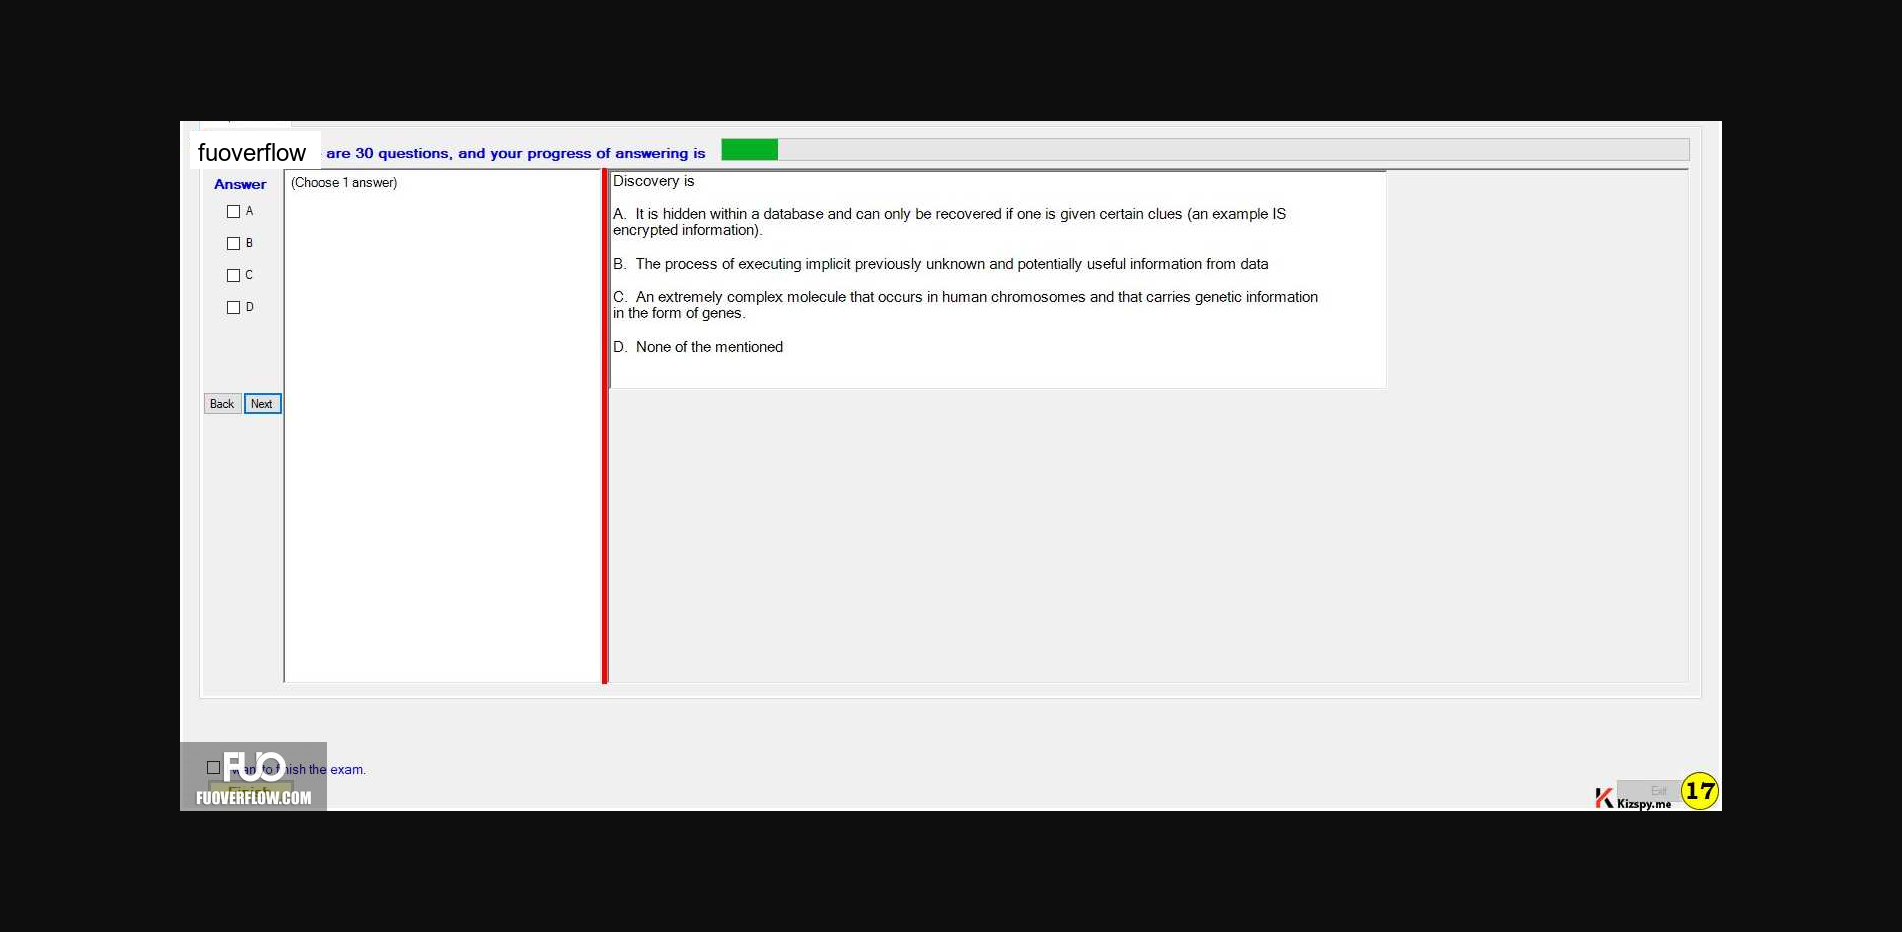 fuoverflow are 30 questions, and your progress of answering is
Answer
A
B
C
D
Back Next
(Choose 1 answer)
Discovery is
A. It is hidden within a database and can only be recovered if one is given certain clues (an example IS
encrypted information).
B. The process of executing implicit previously unknown and potentially useful information from data
C. An extremely complex molecule that occurs in human chromosomes and that carries genetic information
in the form of genes.
D. None of the mentioned
want to finish the exam.
Finish
FUO
FUOVERFLOW.COM
Exit
Kizspy.me
17